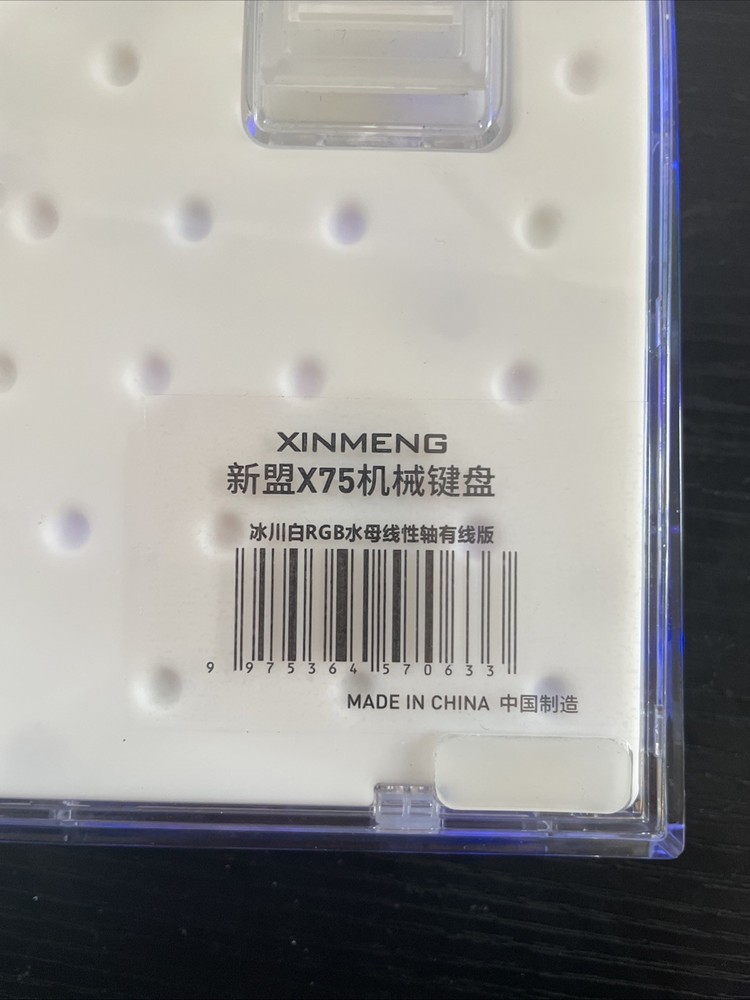 XINMENG
新盟X75机械键盘
冰川白RGB水母线性轴有线版
9 975364 570633
MADE IN CHINA 中国制造